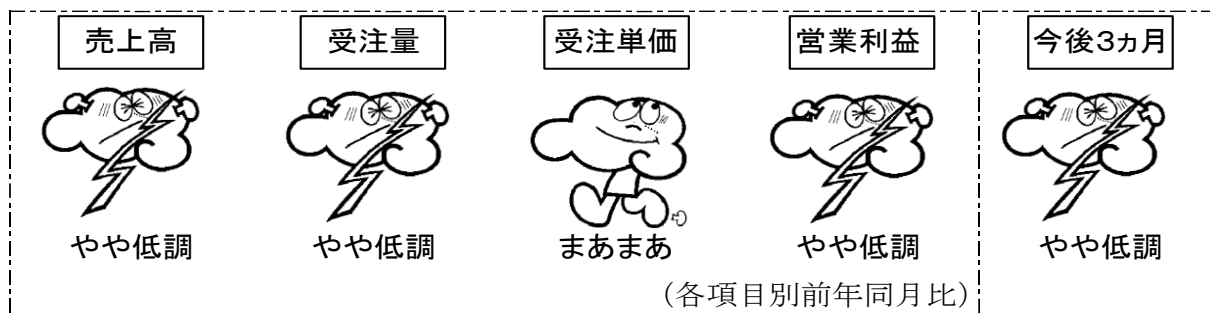 売上高 受注量 受注単価 営業利益 今後3ヵ月
やや低調 やや低調 まあまあ やや低調 やや低調
(各項目別前年同月比)